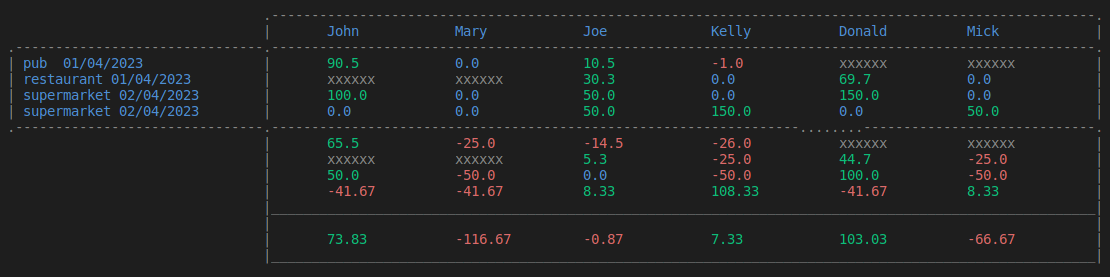 John Mary Joe Kelly Donald Mick
pub 01/04/2023 90.5 0.0 10.5 -1.0 xxxxxx xxxxxx
restaurant 01/04/2023 xxxxxx xxxxxx 30.3 0.0 69.7 0.0
supermarket 02/04/2023 100.0 0.0 50.0 0.0 150.0 0.0
supermarket 02/04/2023 0.0 0.0 50.0 150.0 0.0 50.0
65.5 -25.0 -14.5 -26.0 xxxxxx xxxxxx
xxxxxx xxxxxx 5.3 -25.0 44.7 -25.0
50.0 -50.0 0.0 -50.0 100.0 -50.0
-41.67 -41.67 8.33 108.33 -41.67 8.33
73.83 -116.67 -0.87 7.33 103.03 -66.67